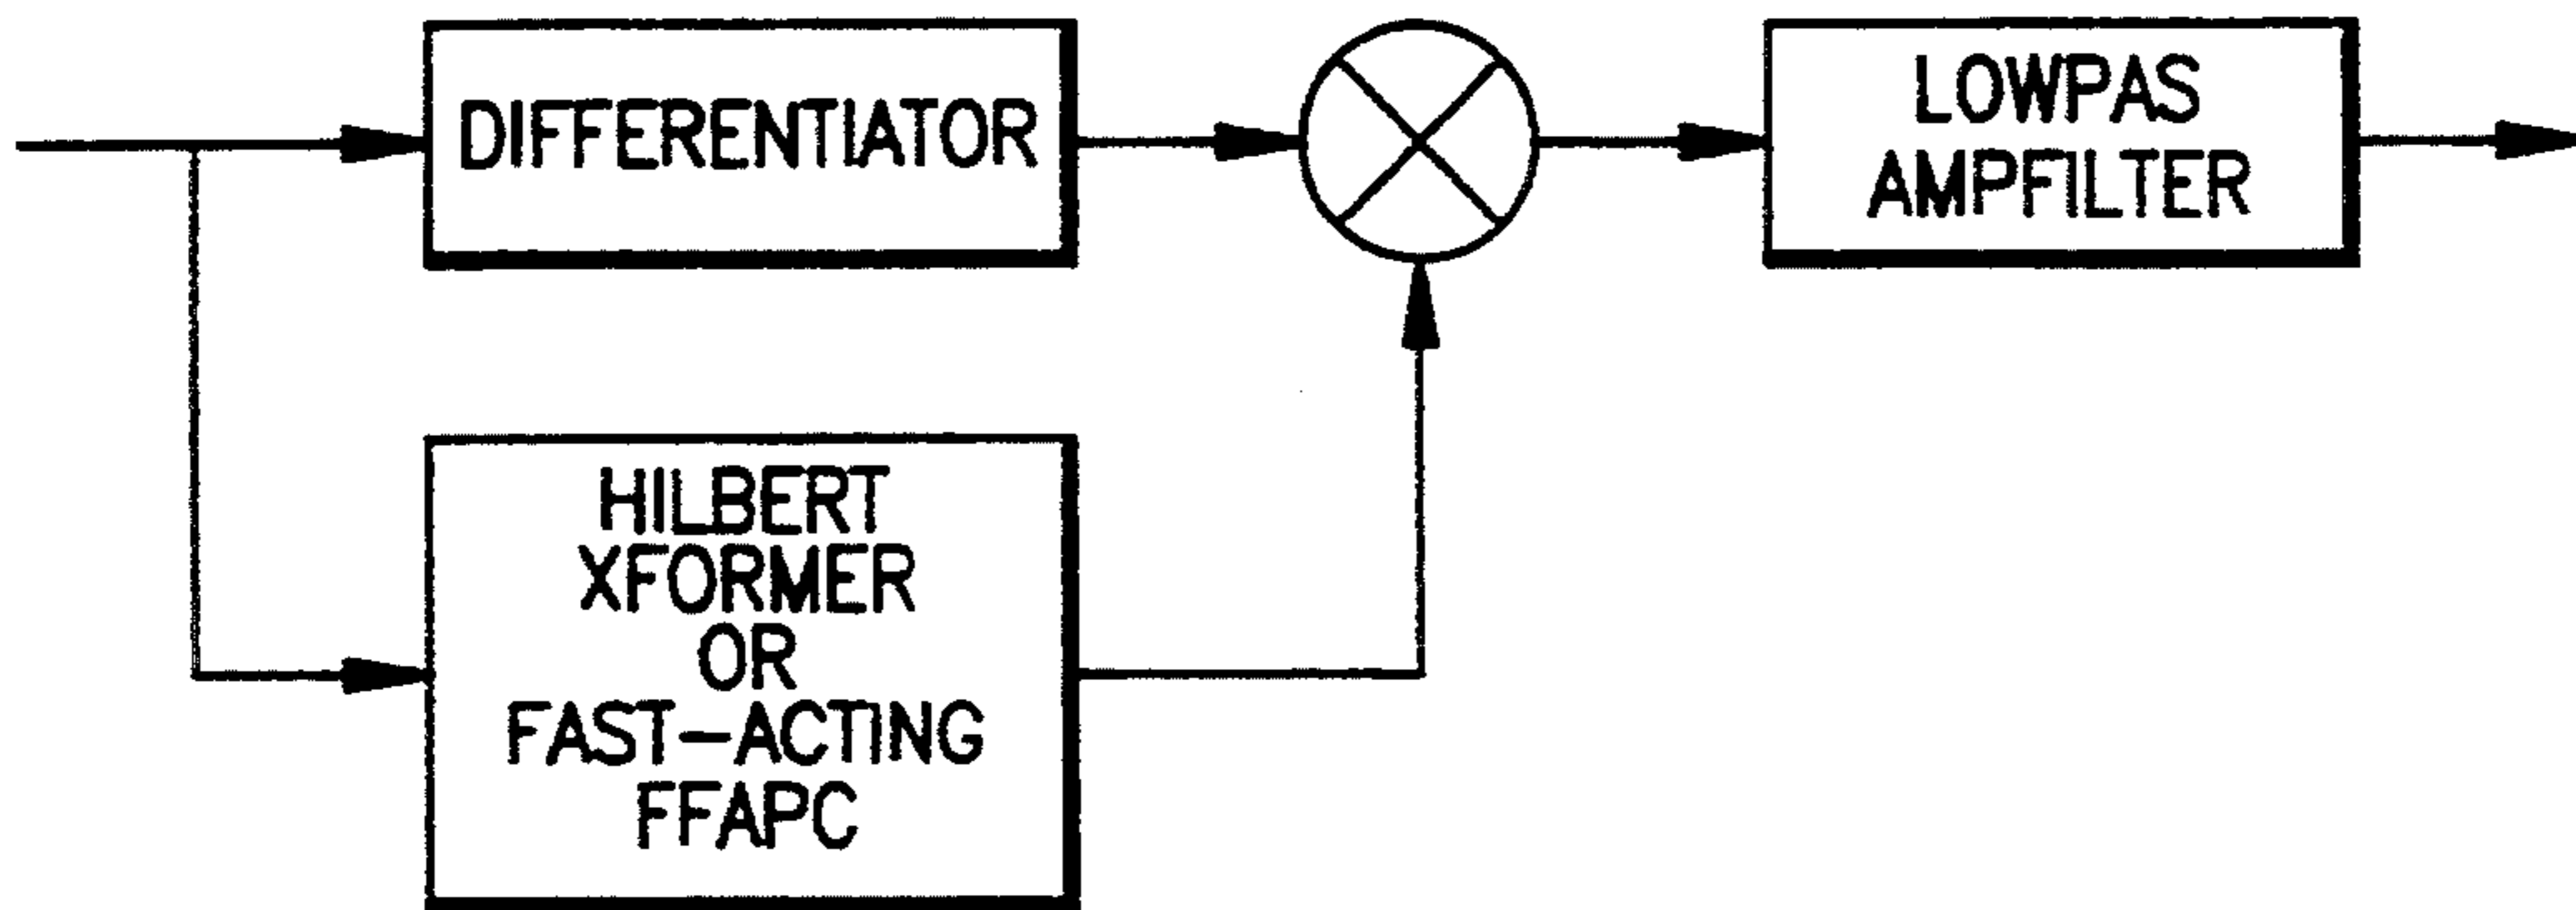 DIFFERENTIATOR
LOWPAS
AMPFILTER
HILBERT
XFORMER
OR
FAST-ACTING
FFAPC